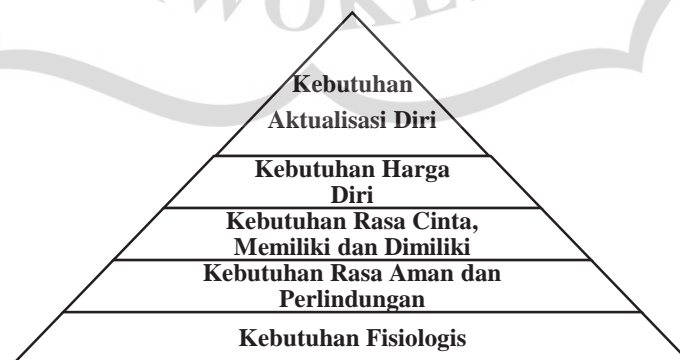 Kebutuhan
Aktualisasi Diri
Kebutuhan Harga
Diri
Kebutuhan Rasa Cinta,
Memiliki dan Dimiliki
Kebutuhan Rasa Aman dan
Perlindungan
Kebutuhan Fisiologis